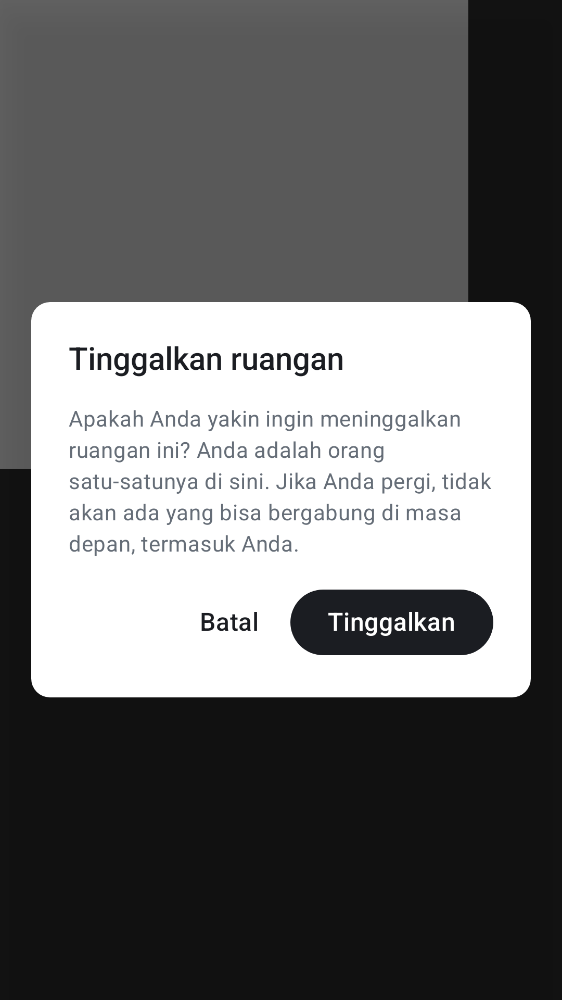 Tinggalkan ruangan
Apakah Anda yakin ingin meninggalkan
ruangan ini? Anda adalah orang
satu-satunya di sini. Jika Anda pergi, tidak
akan ada yang bisa bergabung di masa
depan, termasuk Anda.
Batal
Tinggalkan